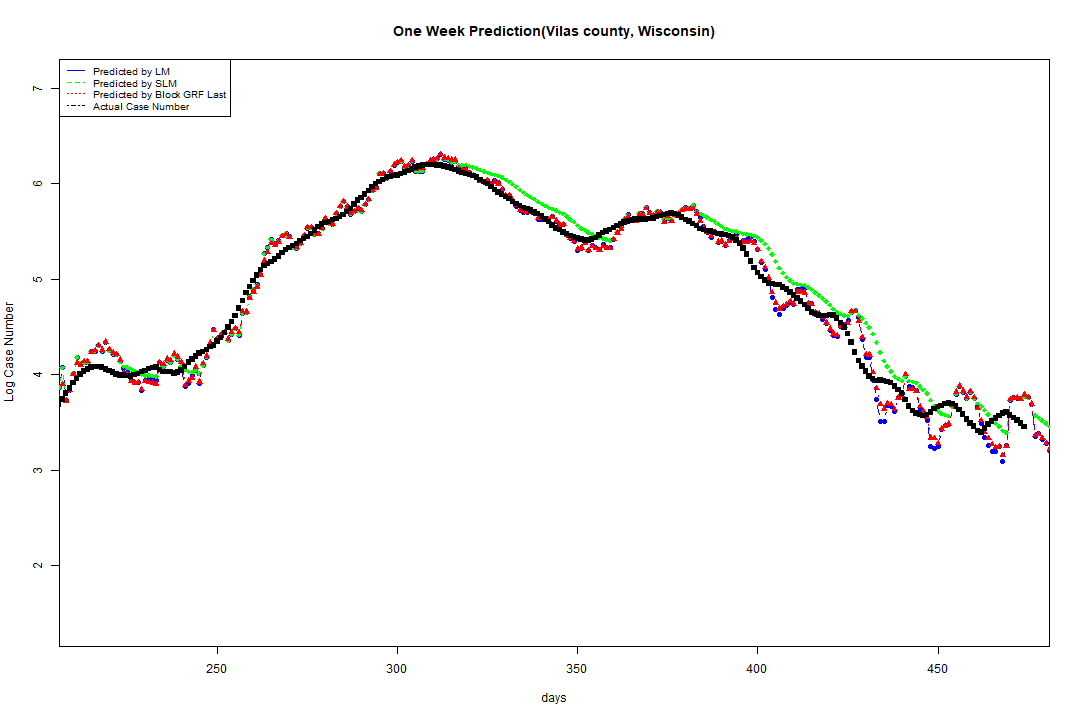 One Week Prediction(Vilas county, Wisconsin)
Predicted by LM
Predicted by SLM
Predicted by Block GRF Last
Actual Case Number
7
6
5
4
3
2
Log Case Number
250 300 350 400 450
days